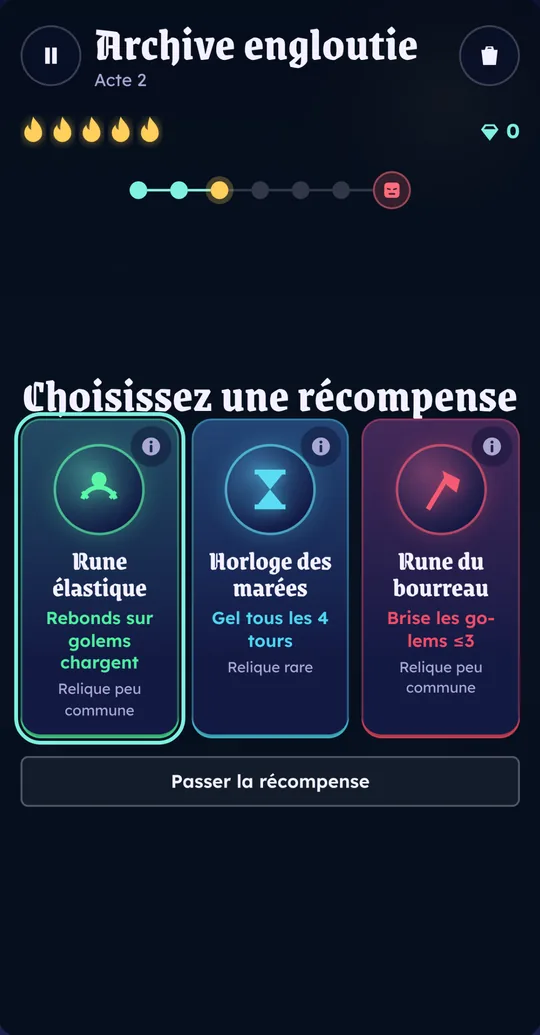 Archive engloutie
Acte 2
0
Choisissez une récompense
Rune
élastique
Rebonds sur
golems
chargent
Relique peu
commune
Horloge des
marées
Gel tous les 4
tours
Relique rare
Rune du
bourreau
Brise les go-
lems ≤3
Relique peu
commune
Passer la récompense